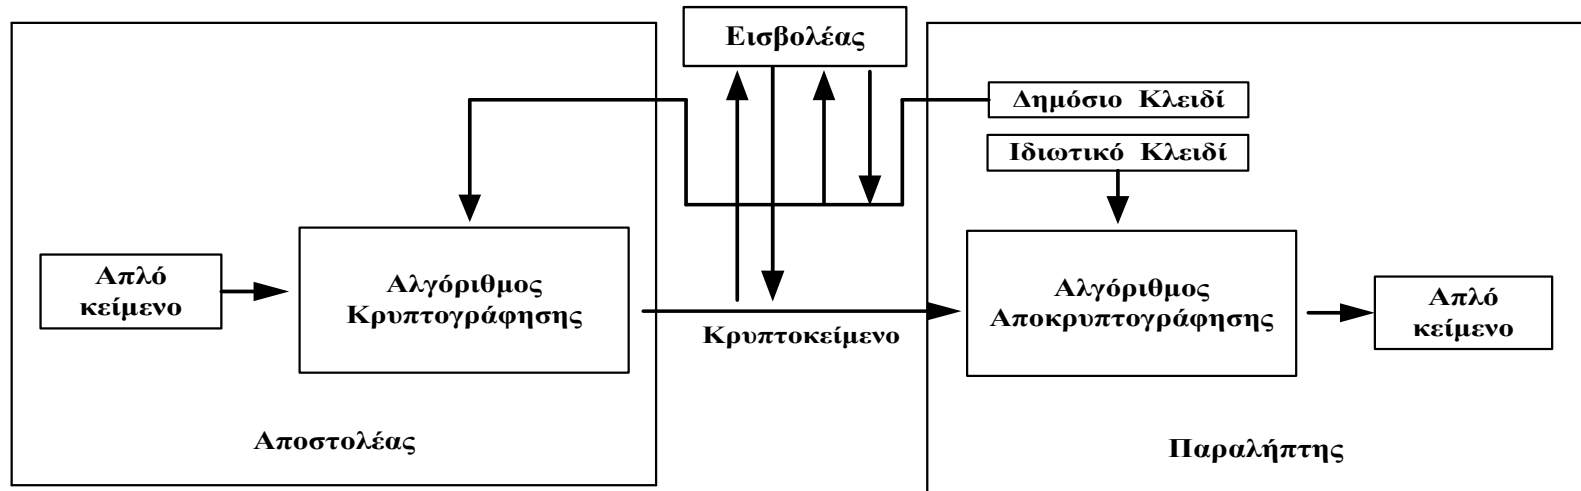 Εισβολέας
Δημόσιο Κλειδί
Ιδιωτικό Κλειδί
Απλό
κείμενο
Αλγόριθμος
Κρυπτογράφησης
Κρυπτοκείμενο
Αλγόριθμος
Αποκρυπτογράφησης
Απλό
κείμενο
Αποστολέας
Παραλήπτης